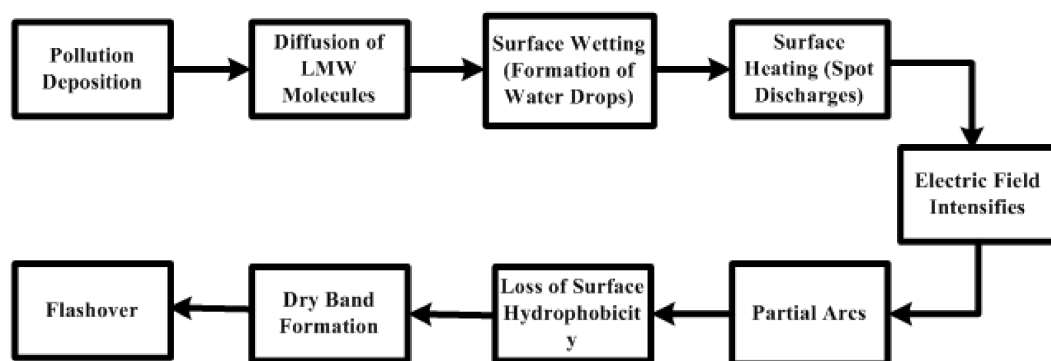 Pollution
Deposition
Diffusion of
LMW
Molecules
Surface Wetting
(Formation of
Water Drops)
Surface
Heating (Spot
Discharges)
Electric Field
Intensifies
Partial Arcs
Loss of Surface
Hydrophobicit
y
Dry Band
Formation
Flashover